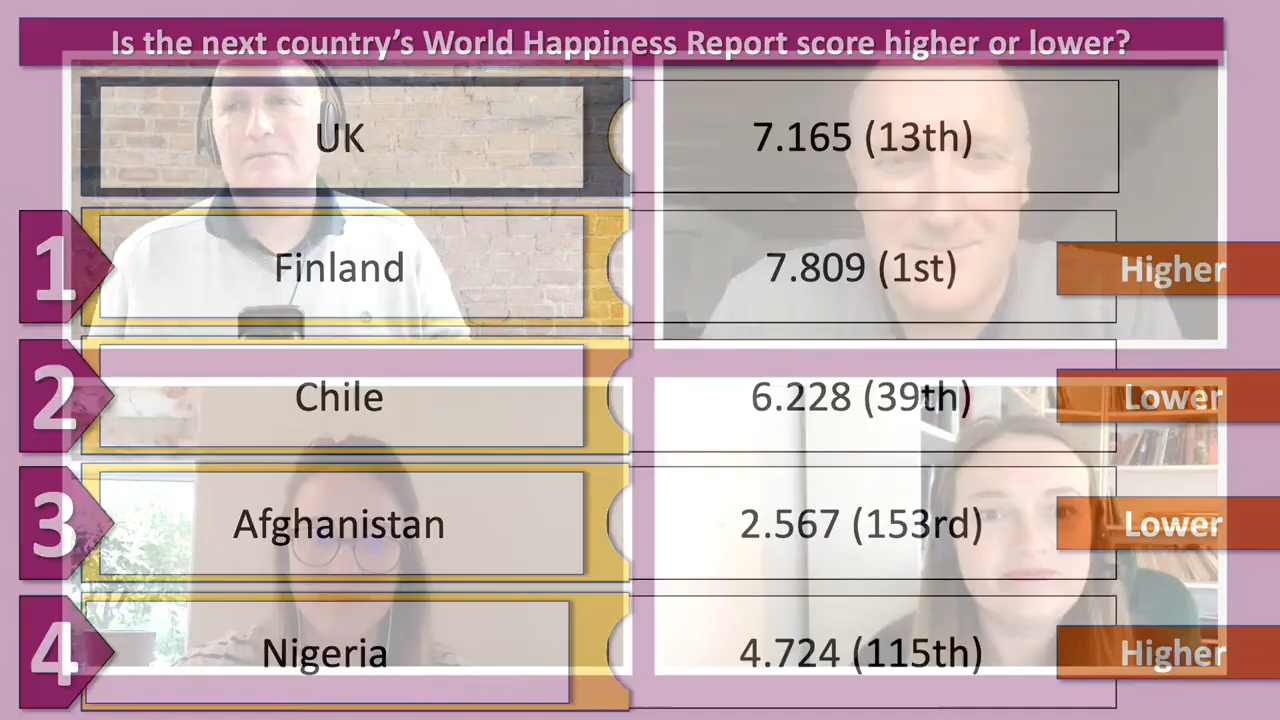 Is the next country's World Happiness Report score higher or lower?
UK 7.165 (13th)
1 Finland 7.809 (1st) Higher
2 Chile 6.228 (39th) Lower
3 Afghanistan 2.567 (153rd) Lower
4 Nigeria 4.724 (115th) Higher